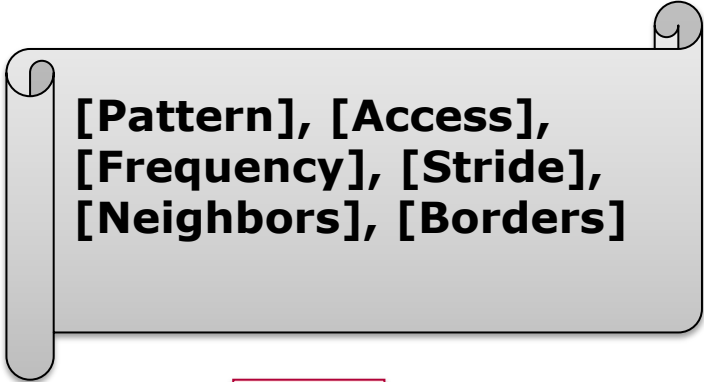 [Pattern], [Access],
[Frequency], [Stride],
[Neighbors], [Borders]